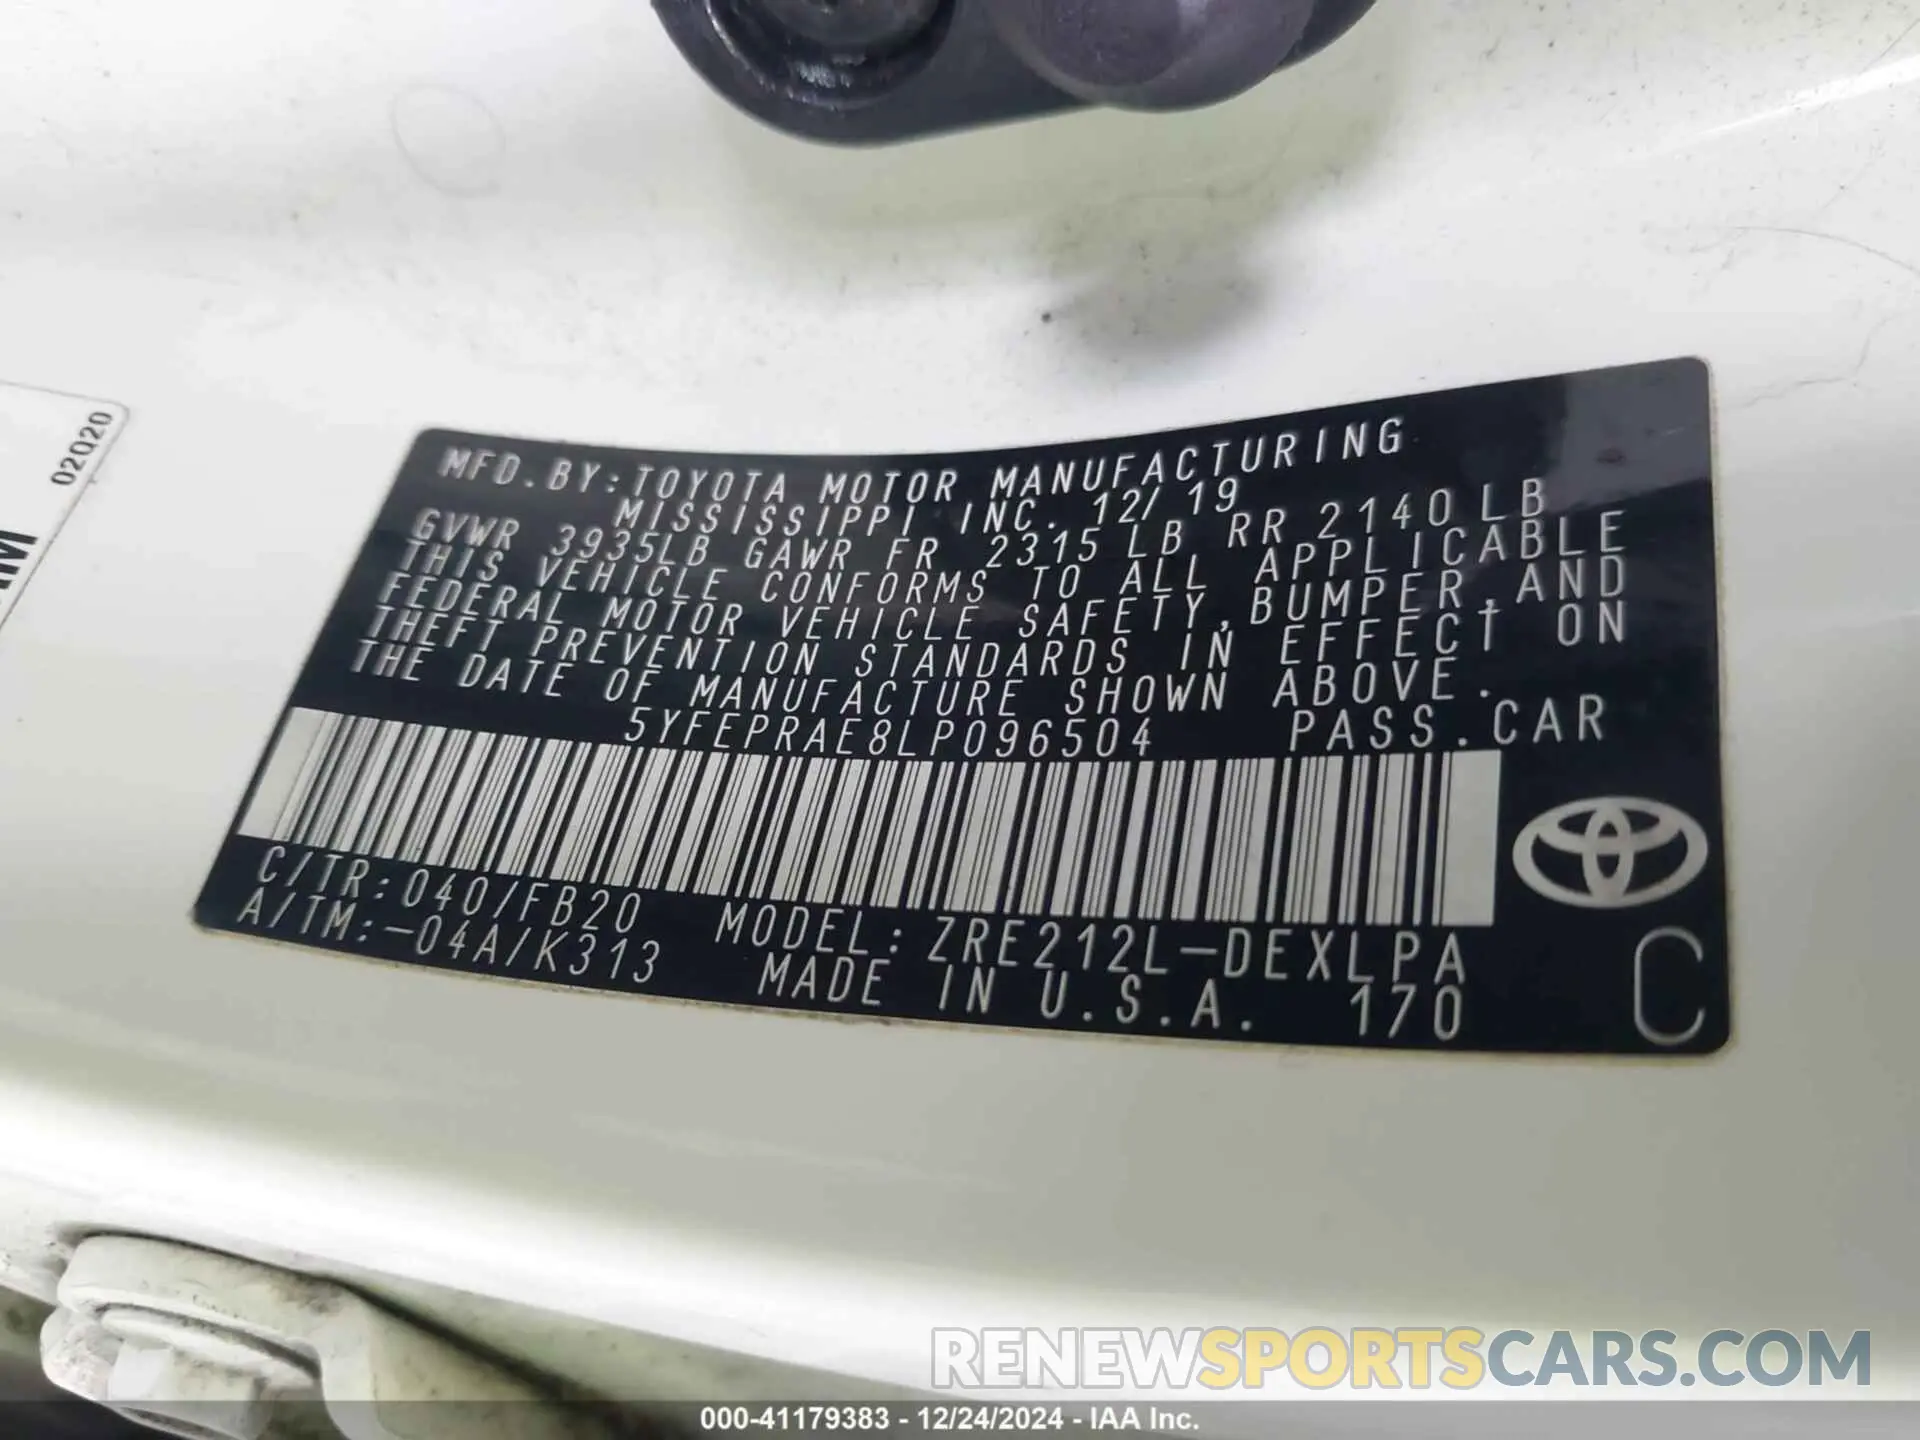 02Q20
MFD. BY: TOYOTA MOTOR MANUFACTURING
MISSISSIPPI INC. 12/19
GVWR 3935LB GAWR FR 2315 LB RR 2140 LB
THIS VEHICLE CONFORMS TO ALL APPLICABLE
FEDERAL MOTOR VEHICLE SAFETY, BUMPER, AND
THEFT PREVENTION STANDARDS IN EFFECT ON
THE DATE OF MANUFACTURE SHOWN ABOVE.
5YFEPRAE8LP096504 PASS. CAR
C/TR:040/FB20 MODEL: ZRE212L-DEXLPA
A/TM:-04A/K313 MADE IN U.S.A. 170
C
RENEWSPORTSCARS.COM
000-41179383 - 12/24/2024 - IAA Inc.